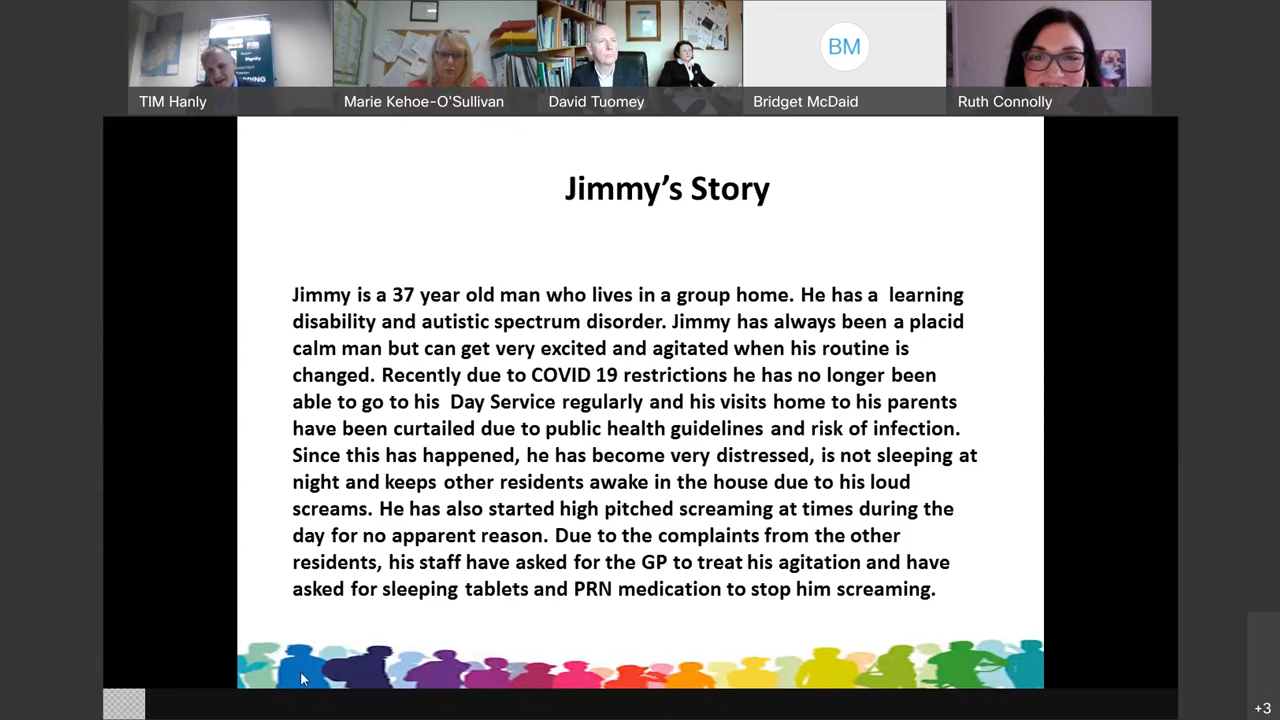 Dignity
TIM Hanly
Marie Kehoe-O'Sullivan
David Tuomey
BM
Bridget McDaid
Ruth Connolly
Jimmy's Story
Jimmy is a 37 year old man who lives in a group home. He has a learning
disability and autistic spectrum disorder. Jimmy has always been a placid
calm man but can get very excited and agitated when his routine is
changed. Recently due to COVID 19 restrictions he has no longer been
able to go to his Day Service regularly and his visits home to his parents
have been curtailed due to public health guidelines and risk of infection.
Since this has happened, he has become very distressed, is not sleeping at
night and keeps other residents awake in the house due to his loud
screams. He has also started high pitched screaming at times during the
day for no apparent reason. Due to the complaints from the other
residents, his staff have asked for the GP to treat his agitation and have
asked for sleeping tablets and PRN medication to stop him screaming.
+3